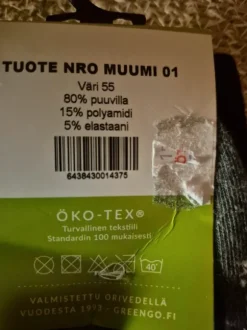 TUOTE NRO MUUMI 01
Väri 55
80% puuvilla
15% polyamidi
5% elastaani
6438430014375
ÖKO-TEX®
Turvallinen tekstiili
Standardin 100 mukaisesti
40°
VALMISTETTU ORIVEDELLÄ
VUODESTA 1973 - GREENGO.FI